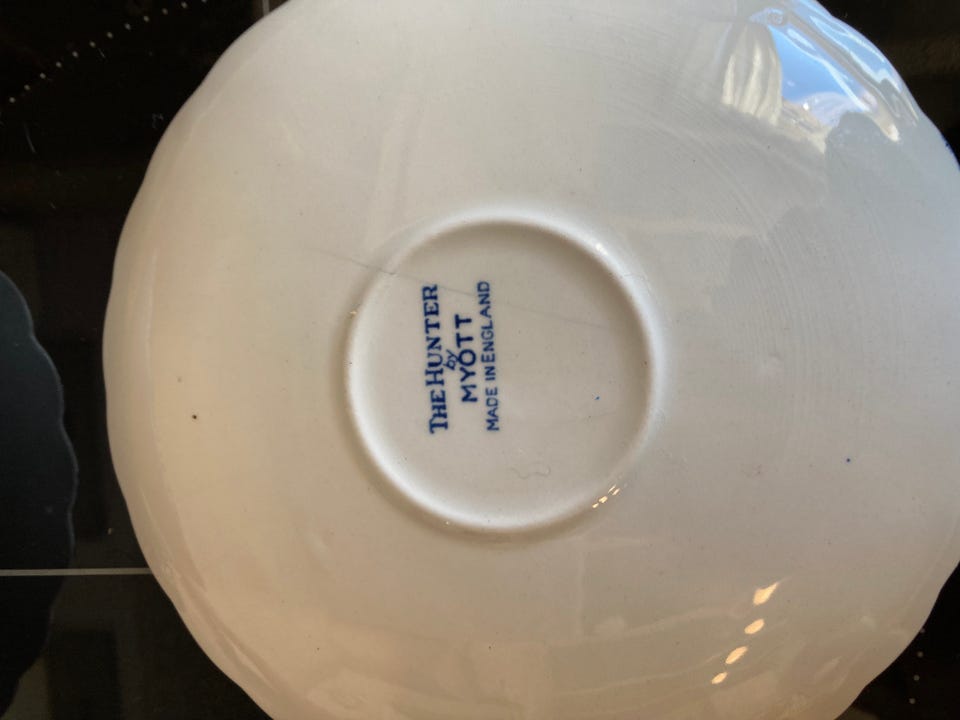 THE HUNTER
by
MYOTT
MADE IN ENGLAND